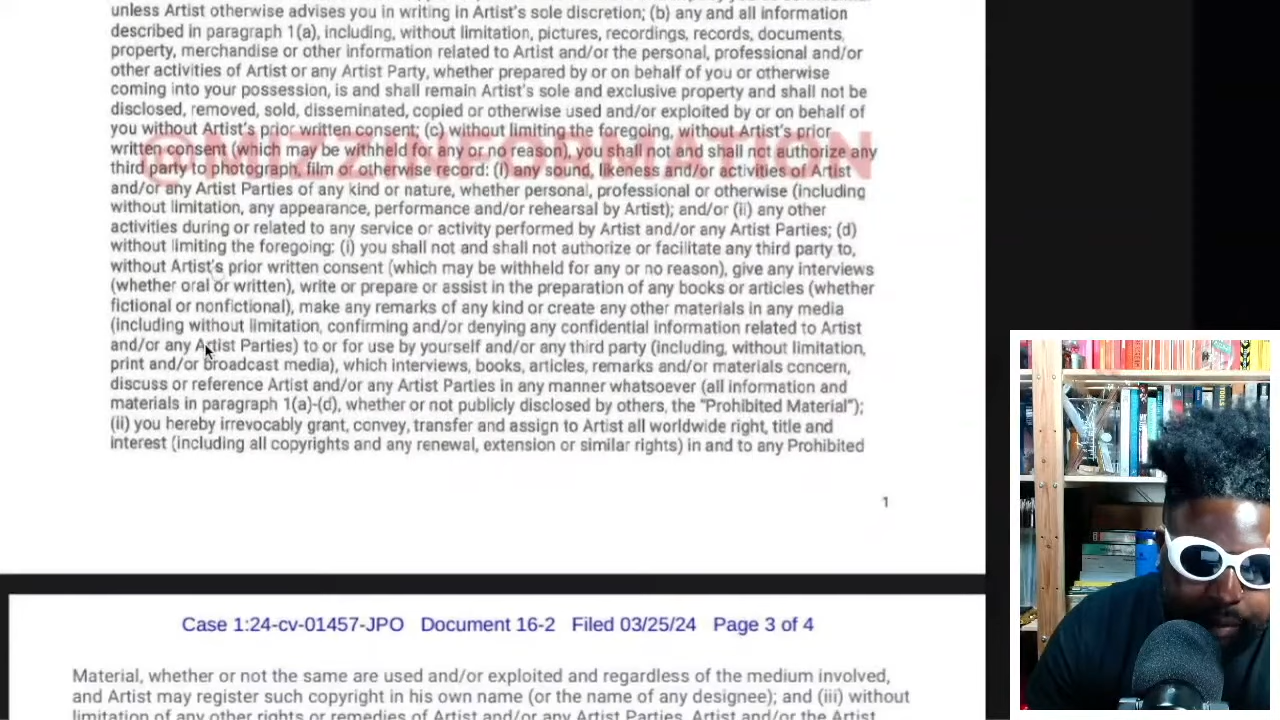 unless Artist otherwise advises you in writing in Artist's sole discretion; (b) any and all information
described in paragraph 1(a), including, without limitation, pictures, recordings, records, documents,
property, merchandise or other information related to Artist and/or the personal, professional and/or
other activities of Artist or any Artist Party, whether prepared by or on behalf of you or otherwise
coming into your possession, is and shall remain Artist's sole and exclusive property and shall not be
disclosed, removed, sold, disseminated, copied or otherwise used and/or exploited by or on behalf of
you without Artist's prior written consent; (c) without limiting the foregoing, without Artist's prior
written consent (which may be withheld for any or no reason), you shall not and shall not authorize any
@MIZZINFORMATION
third party to photograph, film or otherwise record: (i) any sound, likeness and/or activities of Artist
and/or any Artist Parties of any kind or nature, whether personal, professional or otherwise (including
without limitation, any appearance, performance and/or rehearsal by Artist); and/or (ii) any other
activities during or related to any service or activity performed by Artist and/or any Artist Parties; (d)
without limiting the foregoing: (i) you shall not and shall not authorize or facilitate any third party to,
without Artist's prior written consent (which may be withheld for any or no reason), give any interviews
(whether oral or written), write or prepare or assist in the preparation of any books or articles (whether
fictional or nonfictional), make any remarks of any kind or create any other materials in any media
(including without limitation, confirming and/or denying any confidential information related to Artist
and/or any Artist Parties) to or for use by yourself and/or any third party (including, without limitation,
print and/or broadcast media), which interviews, books, articles, remarks and/or materials concern,
discuss or reference Artist and/or any Artist Parties in any manner whatsoever (all information and
materials in paragraph 1(a)-(d), whether or not publicly disclosed by others, the "Prohibited Material");
(ii) you hereby irrevocably grant, convey, transfer and assign to Artist all worldwide right, title and
interest (including all copyrights and any renewal, extension or similar rights) in and to any Prohibited
1
Case 1:24-cv-01457-JPO Document 16-2 Filed 03/25/24 Page 3 of 4
Material, whether or not the same are used and/or exploited and regardless of the medium involved,
and Artist may register such copyright in his own name (or the name of any designee); and (iii) without
limitation of any other rights or remedies of Artist and/or any Artist Parties, Artist and/or the Artist